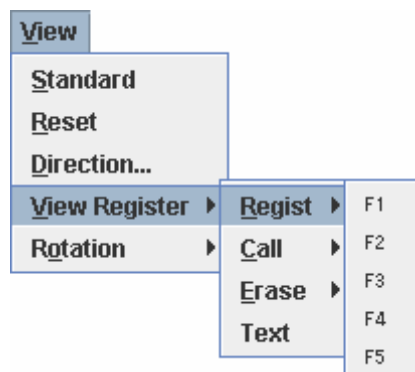 View
Standard
Reset
Direction...
View Register
Rotation
Regist
Call
Erase
Text
F1
F2
F3
F4
F5